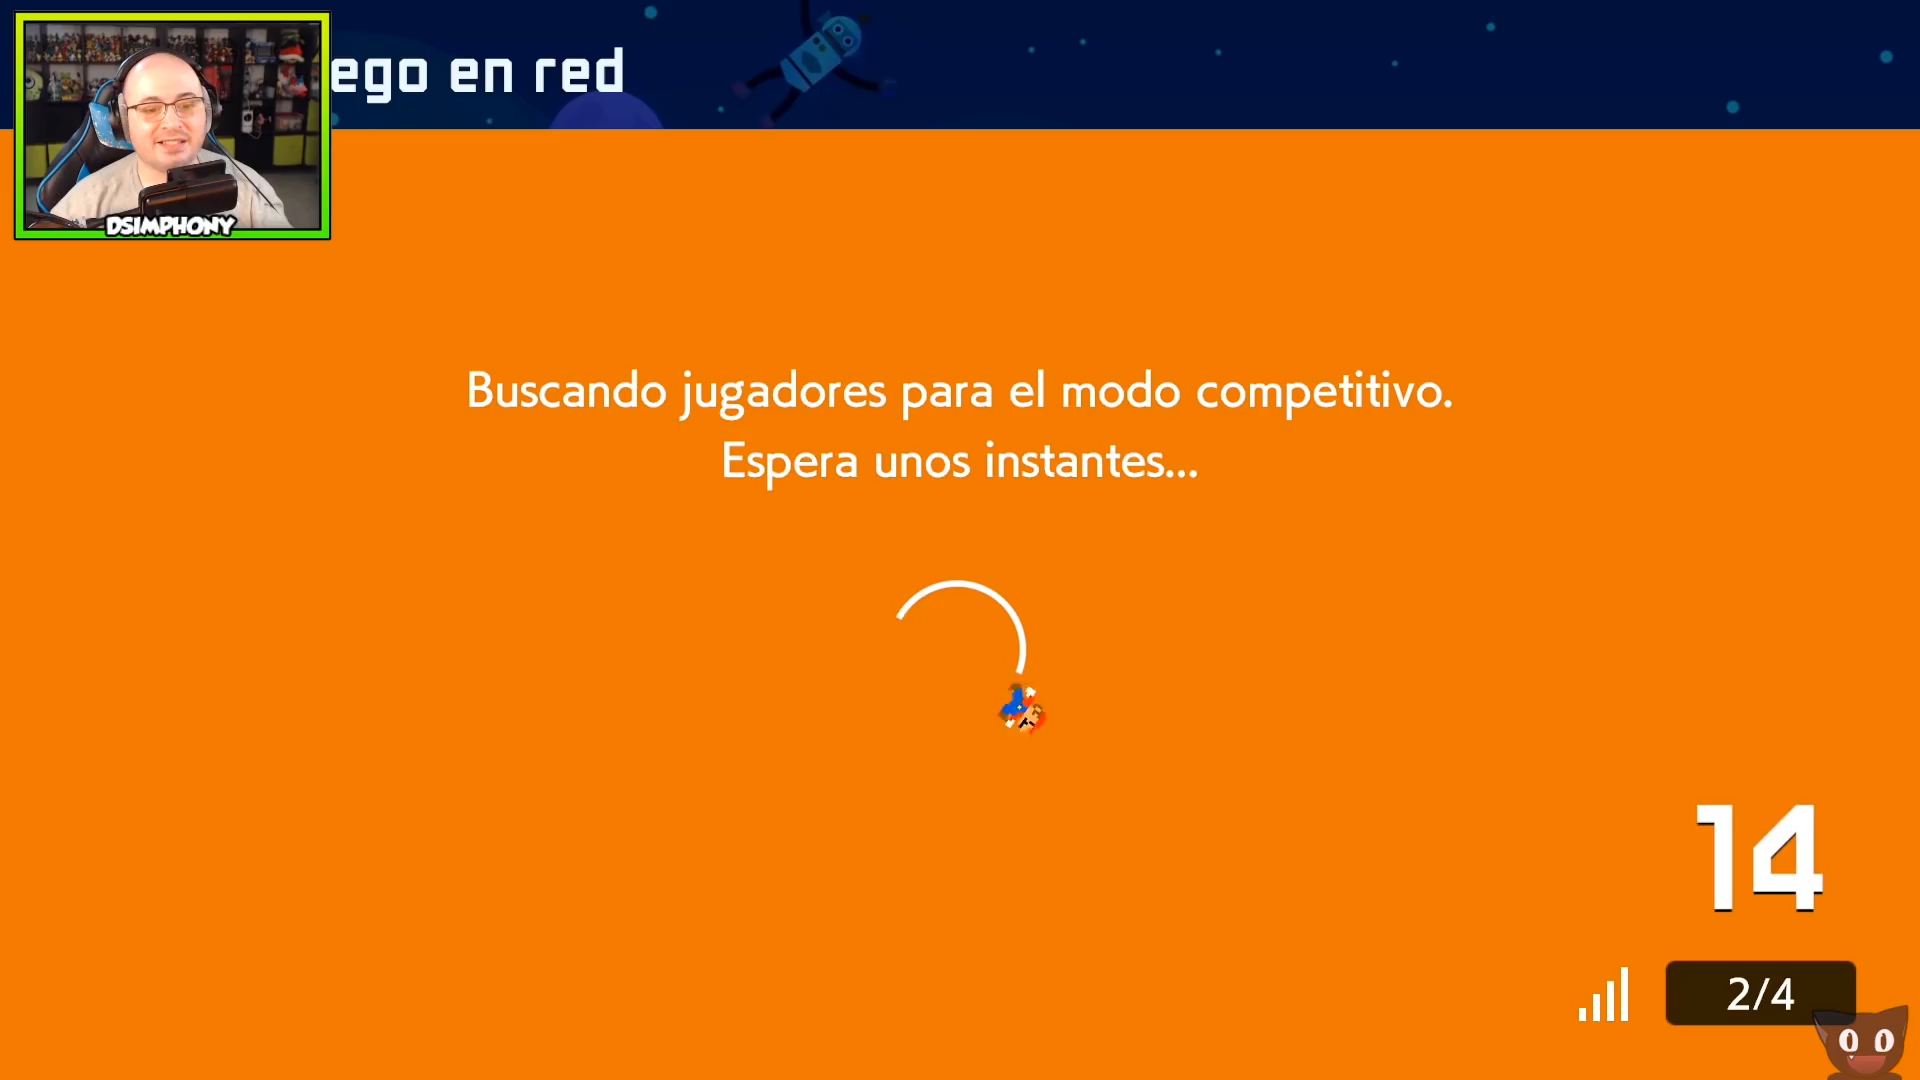 ego en red
DSIMPHONY
Buscando jugadores para el modo competitivo.
Espera unos instantes...
14
2/4